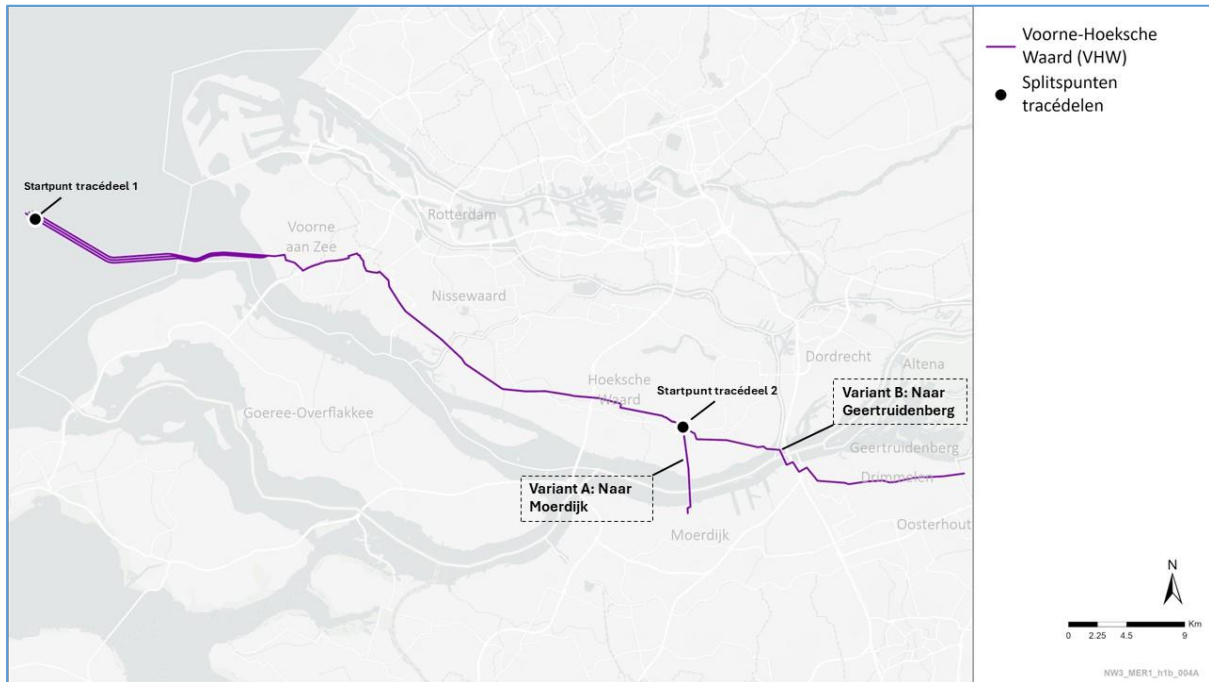 Voorne-Hoeksche
Waard (VHW)
Splitspunten
tracédelen
Startpunt tracédeel 1
Voorne
aan Zee
Rotterdam
Nissewaard
Goeree-Overflakkee
Hoeksche
Waard
Startpunt tracédeel 2
Dordrecht
Altena
Variant B: Naar
Geertruidenberg
Geertruidenberg
Drimmelen
Variant A: Naar
Moerdijk
Moerdijk
Oosterhout
N
Km
0 2.25 4.5 9
NW3_MER1_h1b_004A